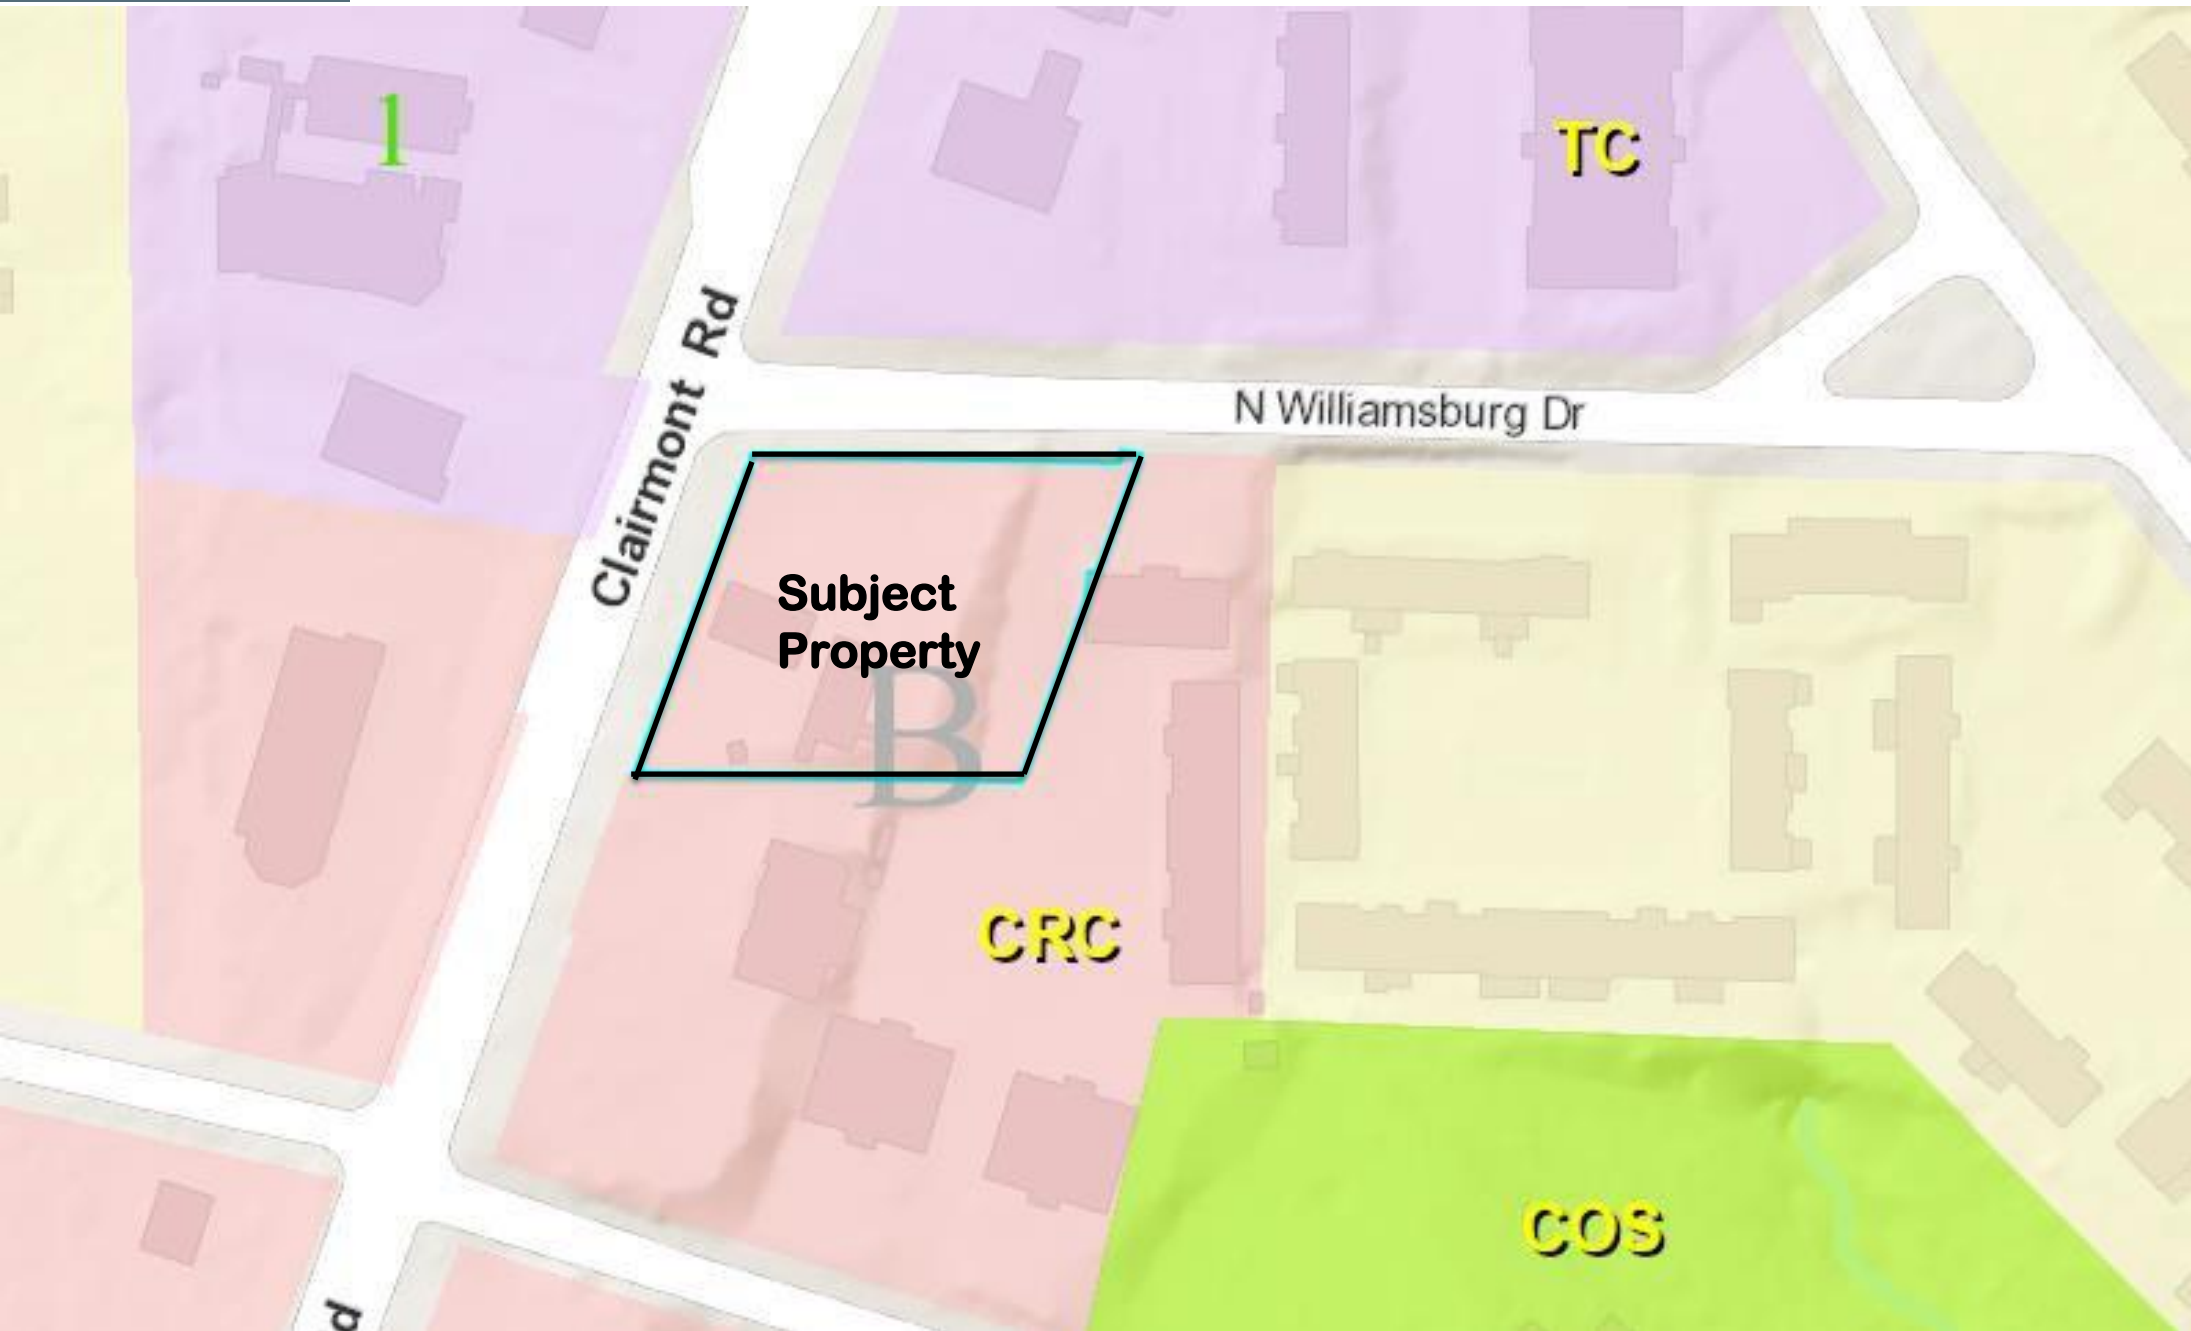 1
TC
Clairmont Rd
N Williamsburg Dr
Subject
Property
B
CRC
COS
d